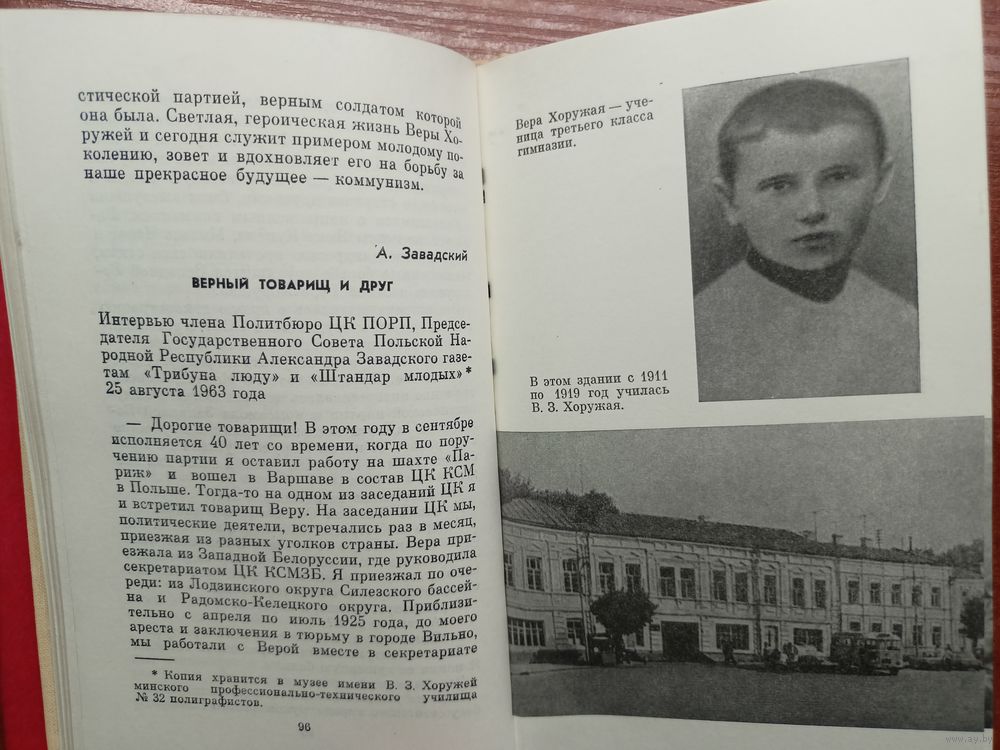 стической партией, верным солдатом которой
она была. Светлая, героическая жизнь Веры Хо-
ружей и сегодня служит примером молодому по-
колению, зовет и вдохновляет его на борьбу за
наше прекрасное будущее — коммунизм.
А. Завадский
ВЕРНЫЙ ТОВАРИЩ И ДРУГ
Интервью члена Политбюро ЦК ПОРП, Предсе-
дателя Государственного Совета Польской На-
родной Республики Александра Завадского газе-
там «Трибуна люду» и «Штандар млодых»*
25 августа 1963 года
— Дорогие товарищи! В этом году в сентябре
исполняется 40 лет со времени, когда по пору-
чению партии я оставил работу на шахте «Па-
риж» и вошел в Варшаве в состав ЦК КСМ
в Польше. Тогда-то на одном из заседаний ЦК я
и встретил товарищ Веру. На заседании ЦК мы,
политические деятели, встречались раз в месяц,
приезжая из разных уголков страны. Вера при-
езжала из Западной Белоруссии, где руководила
секретариатом ЦК КСМЗБ. Я приезжал по оче-
реди: из Лодзинского округа Силезского бассей-
на и Радомско-Келецкого округа. Приблизи-
тельно с апреля по июль 1925 года, до моего
ареста и заключения в тюрьму в городе Вильно,
мы работали с Верой вместе в секретариате
* Копия хранится в музее имени В. З. Хоружей
минского профессионально-технического училища
№ 32 полиграфистов.
96
Вера Хоружая — уче-
ница третьего класса
гимназии.
В этом здании с 1911
по 1919 год училась
В. З. Хоружая.
www.ay.by